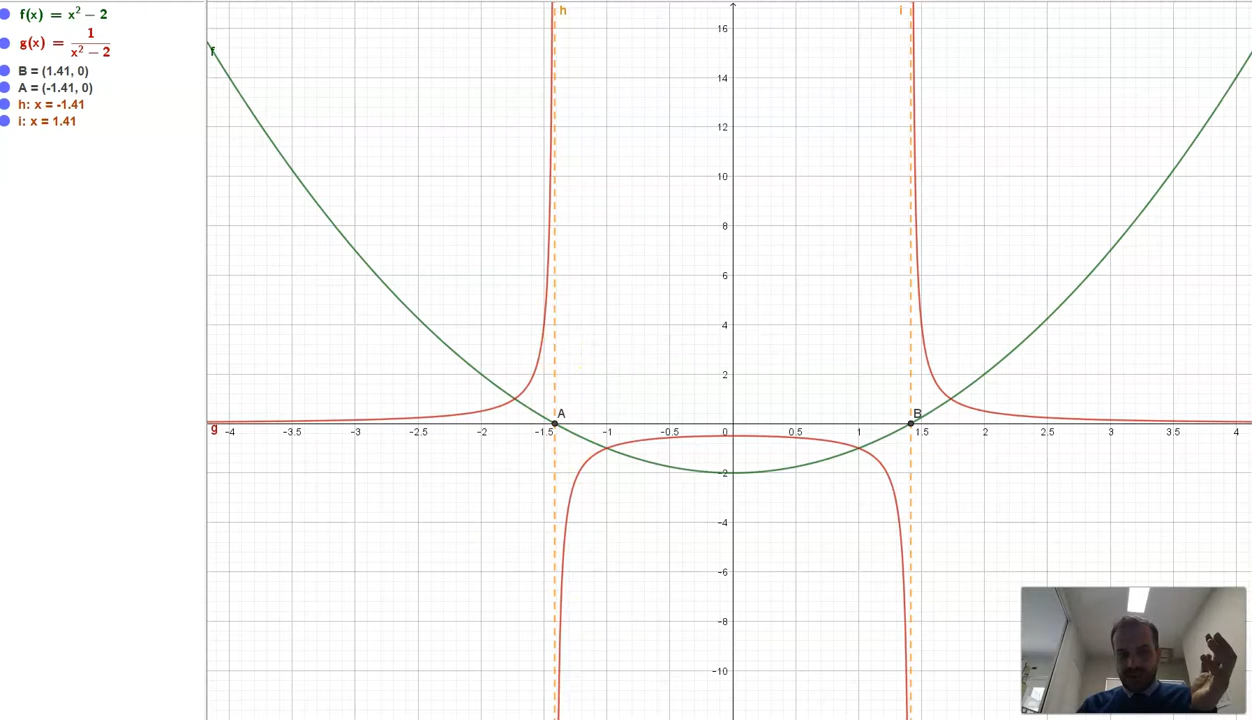 f(x) = x² − 2
g(x) = 1 / (x² − 2)
B = (1.41, 0)
A = (-1.41, 0)
h: x = -1.41
i: x = 1.41
h
i
f
16
14
12
10
8
6
4
2
A
B
g
-4
-3.5
-3
-2.5
-2
-1.5
-1
-0.5
0
0.5
1
1.5
2
2.5
3
3.5
4
-2
-4
-6
-8
-10